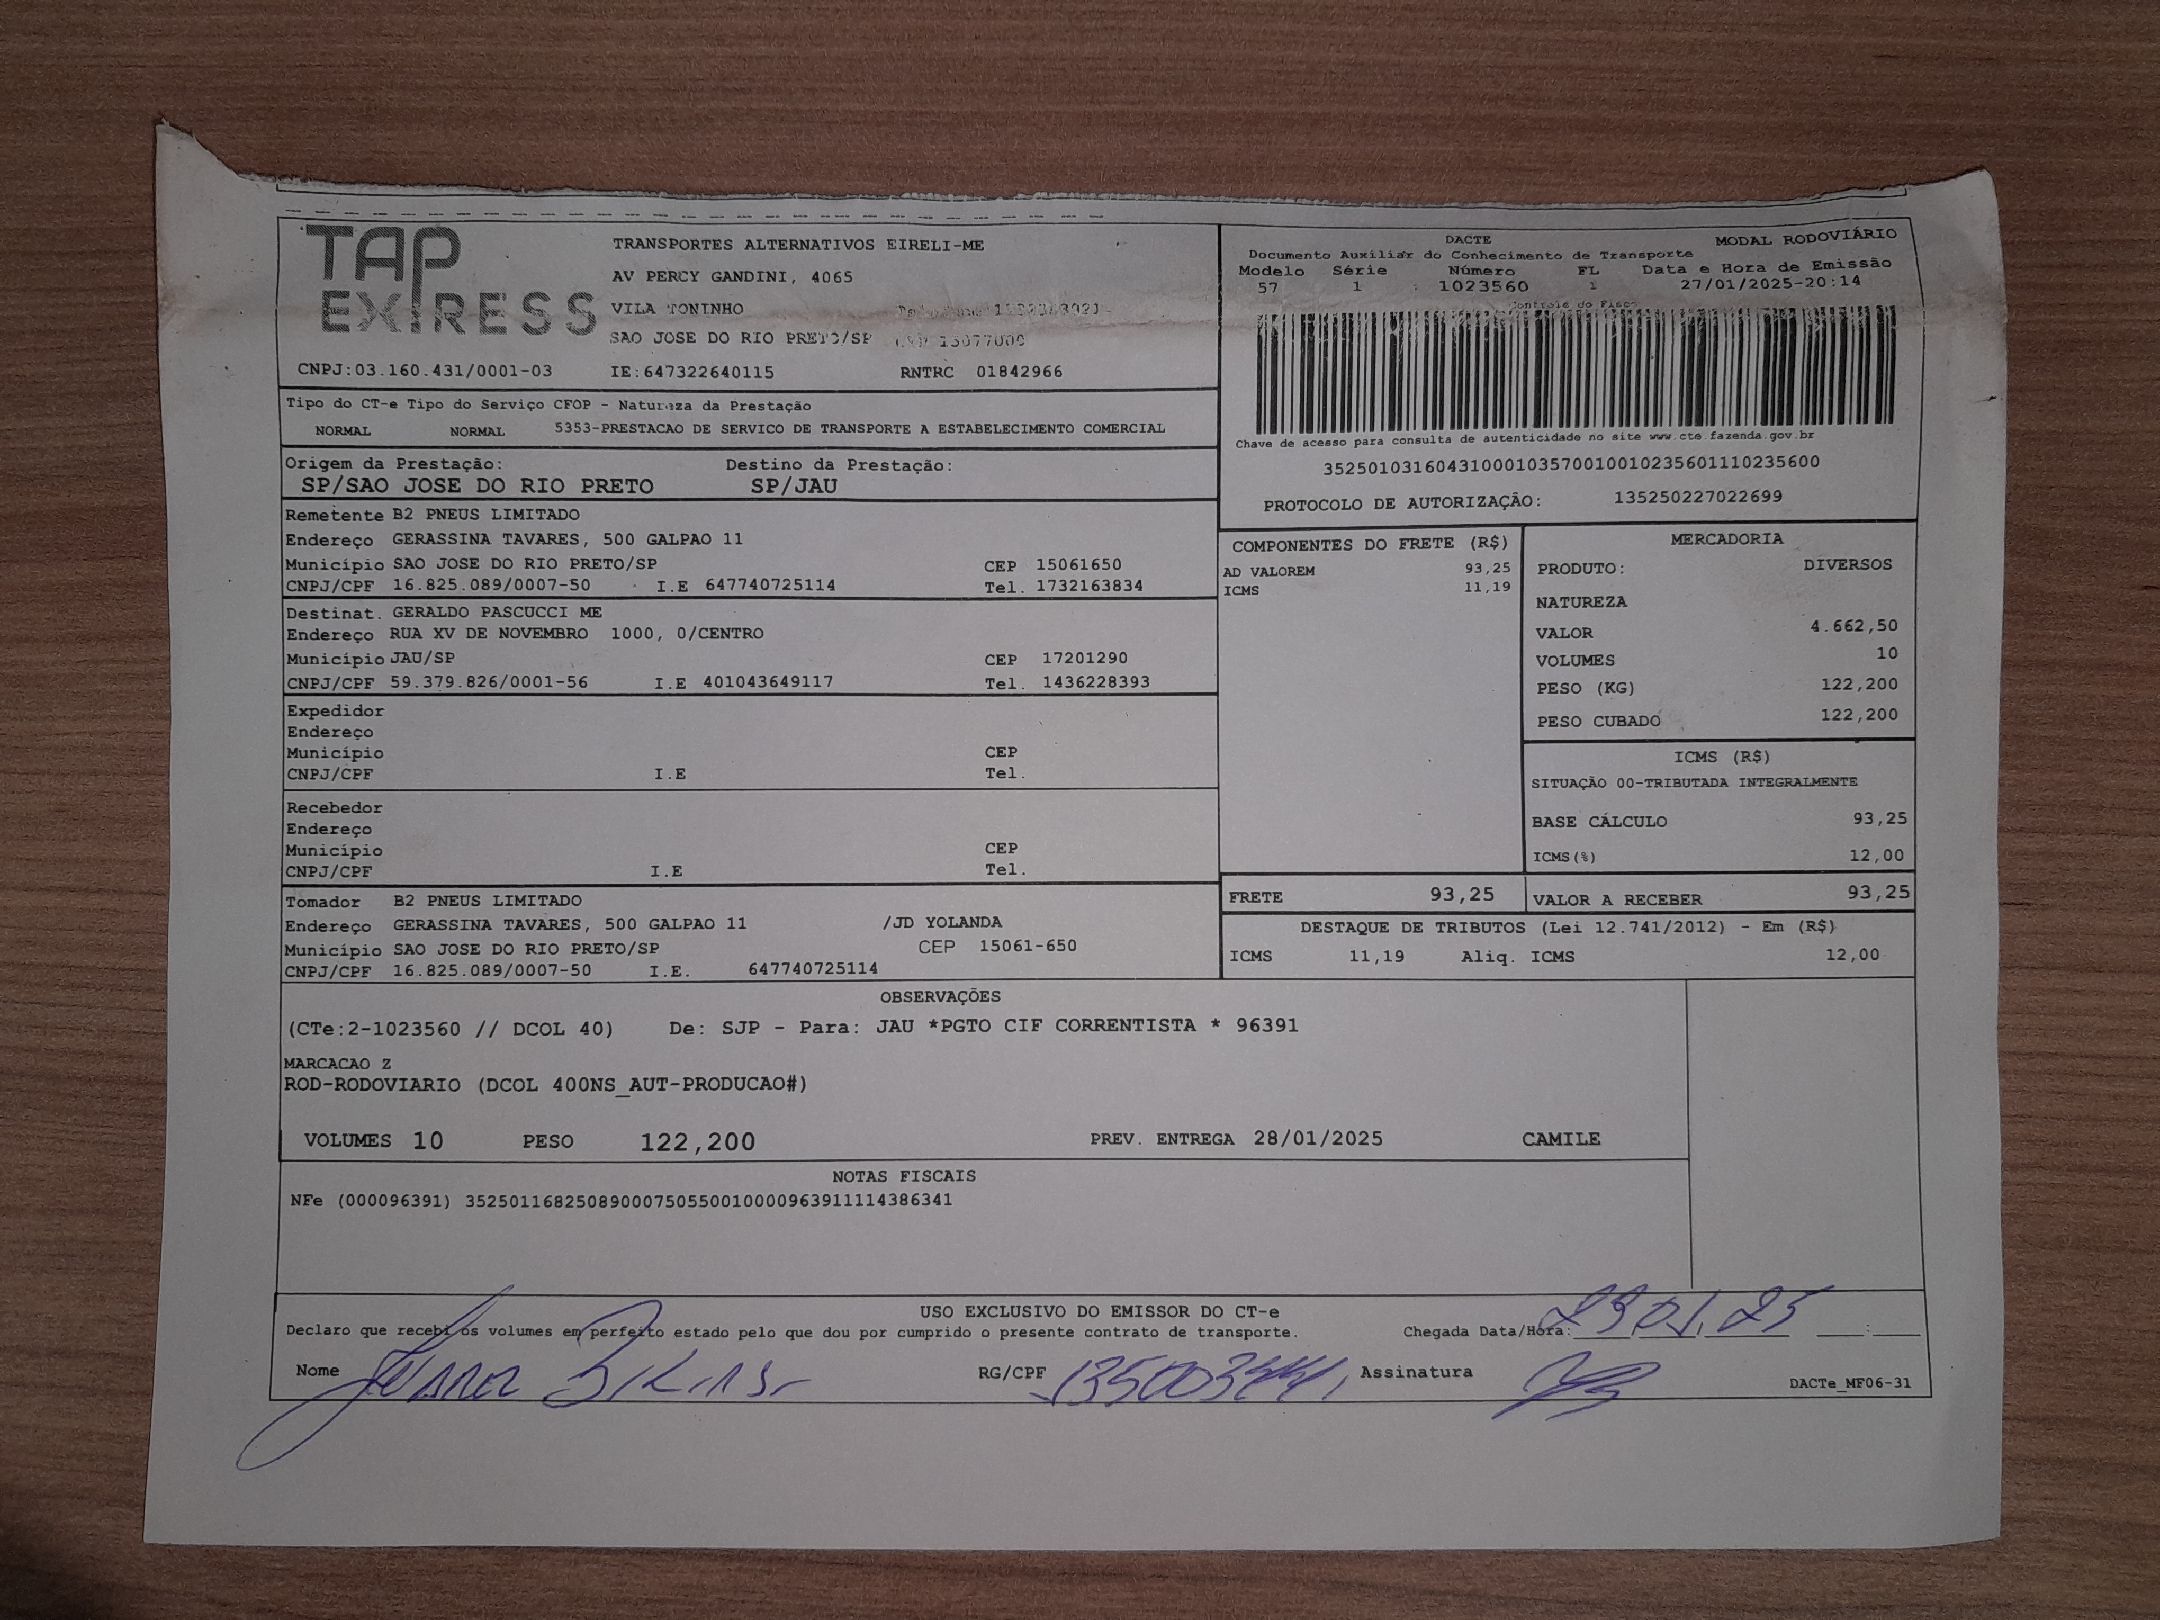 TAP
EXPRESS
TRANSPORTES ALTERNATIVOS EIRELI-ME
AV PERCY GANDINI, 4065
VILA TONINHO
SAO JOSE DO RIO PRETO/SP 15077000
CNPJ:03.160.431/0001-03 IE:647322640115 RNTRC 01842966
DACTE MODAL RODOVIÁRIO
Documento Auxiliar do Conhecimento de Transporte
Modelo Série Número FL Data e Hora de Emissão
57 1 1023560 1 27/01/2025-20:14
Controle do Fisco
Chave de acesso para consulta de autenticidade no site www.cte.fazenda.gov.br
35250103160431000103570010010235601110235600
PROTOCOLO DE AUTORIZAÇÃO: 135250227022699
Tipo do CT-e Tipo do Serviço CFOP - Natureza da Prestação
NORMAL NORMAL 5353-PRESTACAO DE SERVICO DE TRANSPORTE A ESTABELECIMENTO COMERCIAL
Origem da Prestação: Destino da Prestação:
SP/SAO JOSE DO RIO PRETO SP/JAU
Remetente B2 PNEUS LIMITADO
Endereço GERASSINA TAVARES, 500 GALPAO 11
Município SAO JOSE DO RIO PRETO/SP CEP 15061650
CNPJ/CPF 16.825.089/0007-50 I.E 647740725114 Tel. 1732163834
Destinat. GERALDO PASCUCCI ME
Endereço RUA XV DE NOVEMBRO 1000, 0/CENTRO
Município JAU/SP CEP 17201290
CNPJ/CPF 59.379.826/0001-56 I.E 401043649117 Tel. 1436228393
Expedidor
Endereço
Município CEP
CNPJ/CPF I.E Tel.
Recebedor
Endereço
Município CEP
CNPJ/CPF I.E Tel.
Tomador B2 PNEUS LIMITADO
Endereço GERASSINA TAVARES, 500 GALPAO 11 /JD YOLANDA
Município SAO JOSE DO RIO PRETO/SP CEP 15061-650
CNPJ/CPF 16.825.089/0007-50 I.E. 647740725114
COMPONENTES DO FRETE (R$)
AD VALOREM 93,25
ICMS 11,19
MERCADORIA
PRODUTO: DIVERSOS
NATUREZA
VALOR 4.662,50
VOLUMES 10
PESO (KG) 122,200
PESO CUBADO 122,200
ICMS (R$)
SITUAÇÃO 00-TRIBUTADA INTEGRALMENTE
BASE CÁLCULO 93,25
ICMS(%) 12,00
FRETE 93,25 VALOR A RECEBER 93,25
DESTAQUE DE TRIBUTOS (Lei 12.741/2012) - Em (R$)
ICMS 11,19 Aliq. ICMS 12,00
OBSERVAÇÕES
(CTe:2-1023560 // DCOL 40) De: SJP - Para: JAU *PGTO CIF CORRENTISTA * 96391
MARCACAO Z
ROD-RODOVIARIO (DCOL 400NS_AUT-PRODUCAO#)
VOLUMES 10 PESO 122,200 PREV. ENTREGA 28/01/2025 CAMILE
NOTAS FISCAIS
NFe (000096391) 35250116825089000750550010000963911114386341
USO EXCLUSIVO DO EMISSOR DO CT-e
Declaro que recebi os volumes em perfeito estado pelo que dou por cumprido o presente contrato de transporte. Chegada Data/Hora:
Nome RG/CPF Assinatura
DACTe_MF06-31